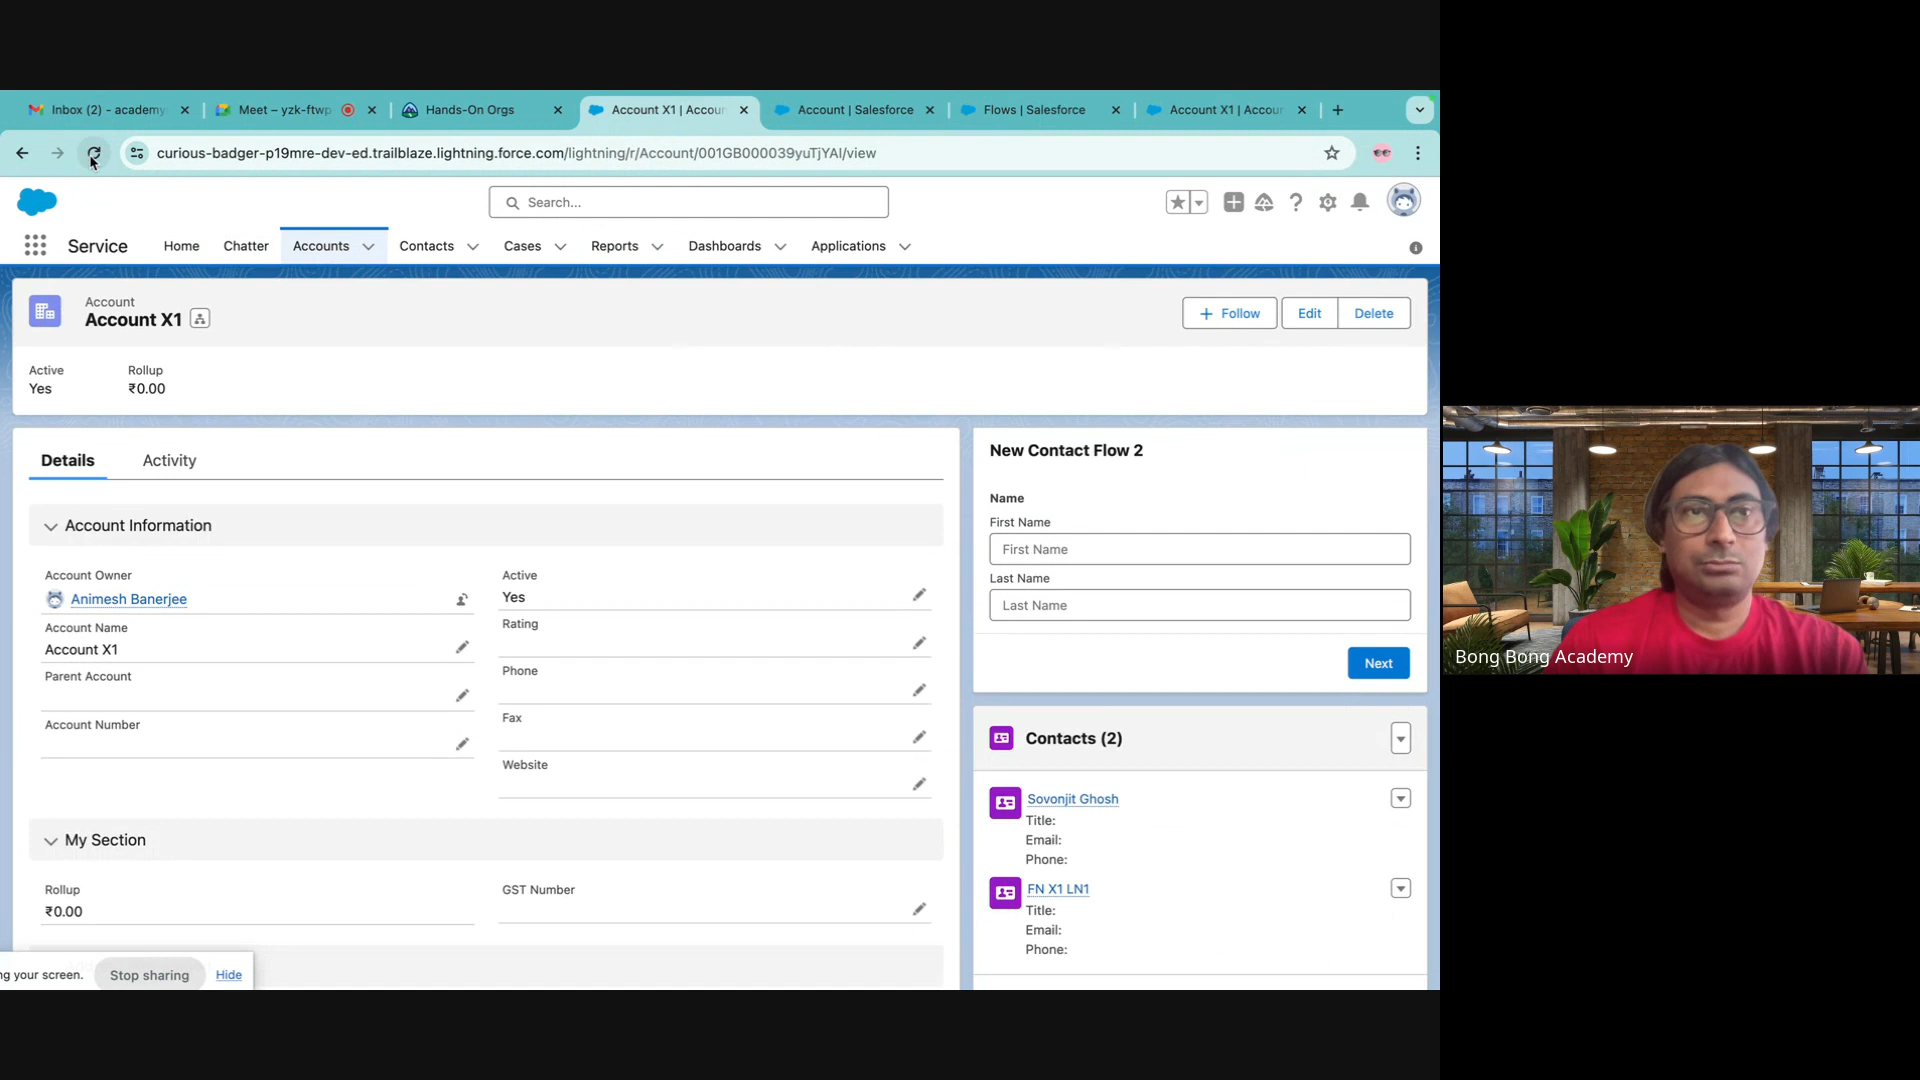 Inbox (2) - academy
Meet – yzk-ftwp
Hands-On Orgs
Account X1 | Accou
Account | Salesforce
Flows | Salesforce
Account X1 | Accou
curious-badger-p19mre-dev-ed.trailblaze.lightning.force.com/lightning/r/Account/001GB000039yuTjYAI/view
Search...
Service
Home
Chatter
Accounts
Contacts
Cases
Reports
Dashboards
Applications
Account
Account X1
Follow
Edit
Delete
Active
Yes
Rollup
₹0.00
Details
Activity
Account Information
Account Owner
Animesh Banerjee
Account Name
Account X1
Parent Account
Account Number
Active
Yes
Rating
Phone
Fax
Website
My Section
Rollup
₹0.00
GST Number
New Contact Flow 2
Name
First Name
First Name
Last Name
Last Name
Next
Contacts (2)
Sovonjit Ghosh
Title:
Email:
Phone:
FN X1 LN1
Title:
Email:
Phone:
ng your screen.
Stop sharing
Hide
Bong Bong Academy